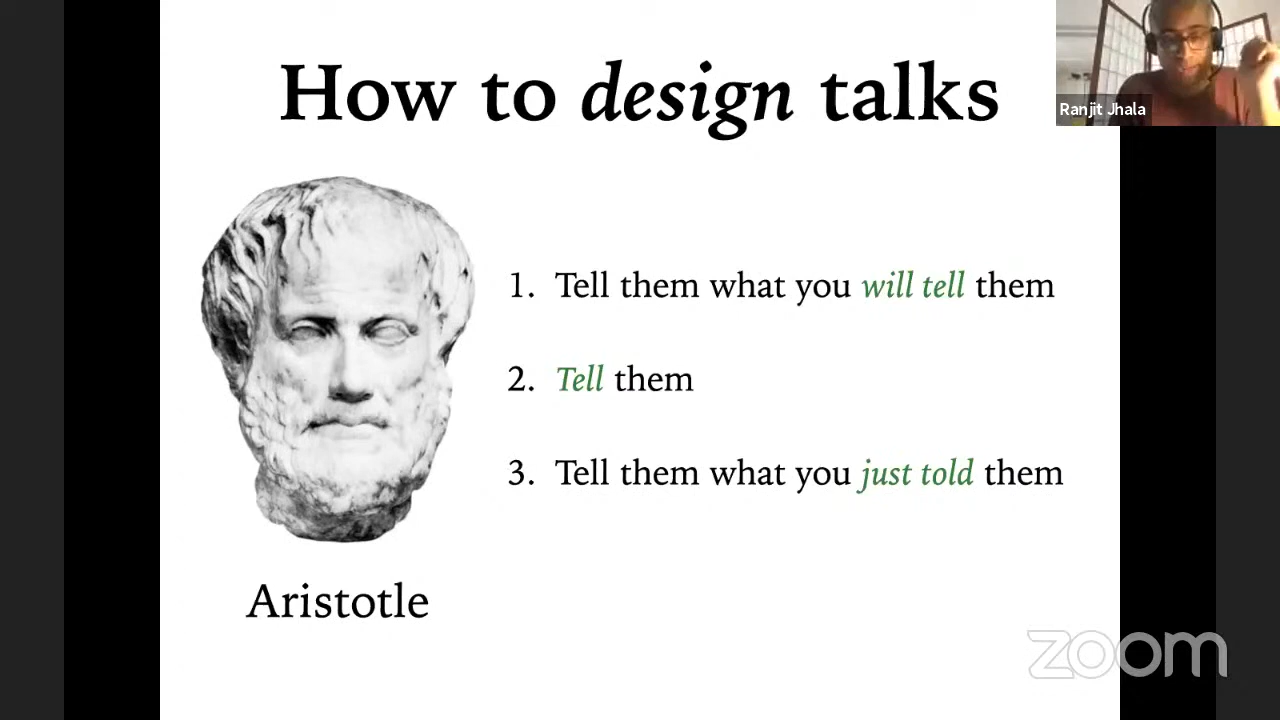 How to design talks
Ranjit Jhala
1. Tell them what you will tell them
2. Tell them
3. Tell them what you just told them
Aristotle
zoom